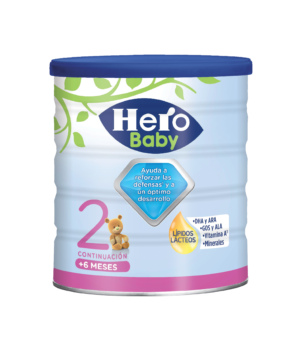 Hero
Baby
Ayuda a
reforzar las
defensas, y a
un óptimo
desarrollo
2
CONTINUACIÓN
+6 MESES
LÍPIDOS
LÁCTEOS
•DHA y ARA
•GOS y ALA
•Vitamina A*
•Minerales